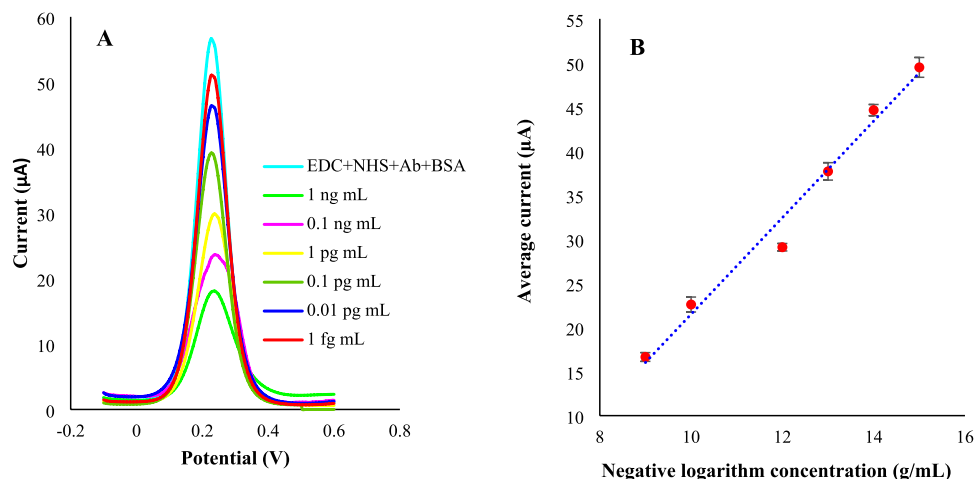 A
60
50
40
30
20
10
0
-0.2
0
0.2
0.4
0.6
0.8
Current (µA)
Potential (V)
EDC+NHS+Ab+BSA
1 ng mL
0.1 ng mL
1 pg mL
0.1 pg mL
0.01 pg mL
1 fg mL
B
55
50
45
40
35
30
25
20
15
10
8
10
12
14
16
Average current (µA)
Negative logarithm concentration (g/mL)